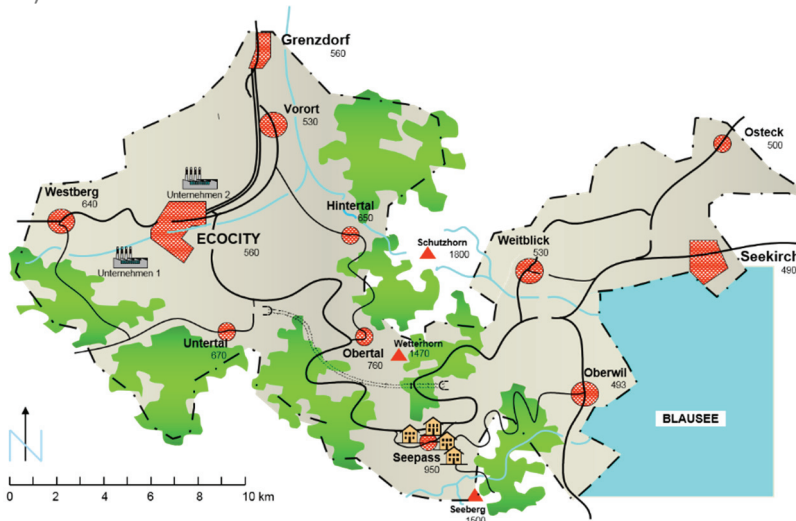 Grenzdorf
560
Vorort
530
Osteck
500
Unternehmen 2
Westberg
640
Hintertal
650
ECOCITY
560
Schutzhorn
1800
Weitblick
530
Seekirch
490
Unternehmen 1
Untertal
670
Obertal
760
Wetterhorn
1470
Oberwil
493
BLAUSEE
N
Seepass
950
0 2 4 6 8 10 km
Seeberg
1600